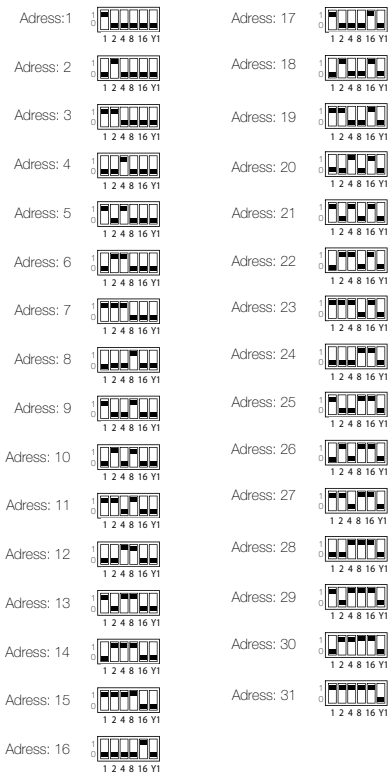 Adress:1
1
0
1 2 4 8 16 Y1
Adress: 2
1
0
1 2 4 8 16 Y1
Adress: 3
1
0
1 2 4 8 16 Y1
Adress: 4
1
0
1 2 4 8 16 Y1
Adress: 5
1
0
1 2 4 8 16 Y1
Adress: 6
1
0
1 2 4 8 16 Y1
Adress: 7
1
0
1 2 4 8 16 Y1
Adress: 8
1
0
1 2 4 8 16 Y1
Adress: 9
1
0
1 2 4 8 16 Y1
Adress: 10
1
0
1 2 4 8 16 Y1
Adress: 11
1
0
1 2 4 8 16 Y1
Adress: 12
1
0
1 2 4 8 16 Y1
Adress: 13
1
0
1 2 4 8 16 Y1
Adress: 14
1
0
1 2 4 8 16 Y1
Adress: 15
1
0
1 2 4 8 16 Y1
Adress: 16
1
0
1 2 4 8 16 Y1
Adress: 17
1
0
1 2 4 8 16 Y1
Adress: 18
1
0
1 2 4 8 16 Y1
Adress: 19
1
0
1 2 4 8 16 Y1
Adress: 20
1
0
1 2 4 8 16 Y1
Adress: 21
1
0
1 2 4 8 16 Y1
Adress: 22
1
0
1 2 4 8 16 Y1
Adress: 23
1
0
1 2 4 8 16 Y1
Adress: 24
1
0
1 2 4 8 16 Y1
Adress: 25
1
0
1 2 4 8 16 Y1
Adress: 26
1
0
1 2 4 8 16 Y1
Adress: 27
1
0
1 2 4 8 16 Y1
Adress: 28
1
0
1 2 4 8 16 Y1
Adress: 29
1
0
1 2 4 8 16 Y1
Adress: 30
1
0
1 2 4 8 16 Y1
Adress: 31
1
0
1 2 4 8 16 Y1